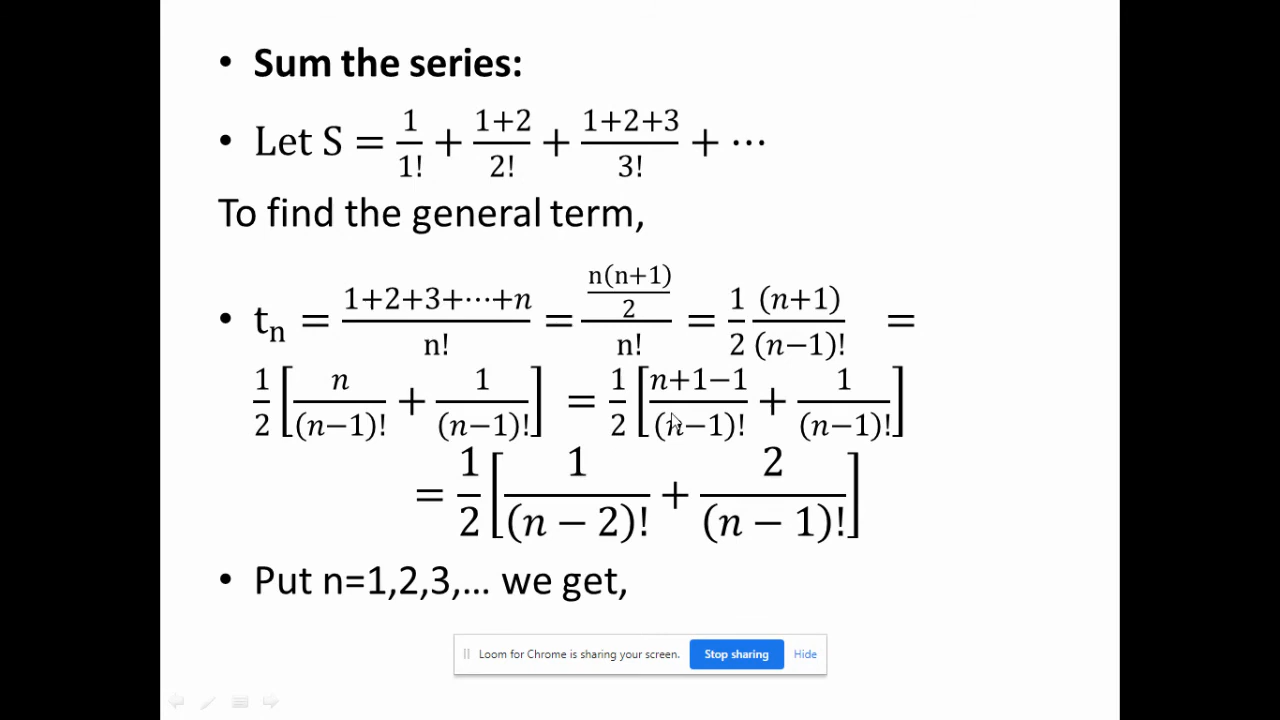 • Sum the series:
• Let S = 1/1! + (1+2)/2! + (1+2+3)/3! + ⋯
To find the general term,
• tₙ = (1+2+3+⋯+n)/n! = (n(n+1)/2)/n! = 1/2 (n+1)/(n−1)! =
1/2 [n/(n−1)! + 1/(n−1)!] = 1/2 [(n+1−1)/(n−1)! + 1/(n−1)!]
= 1/2 [1/(n−2)! + 2/(n−1)!]
• Put n=1,2,3,... we get,
Loom for Chrome is sharing your screen. Stop sharing Hide